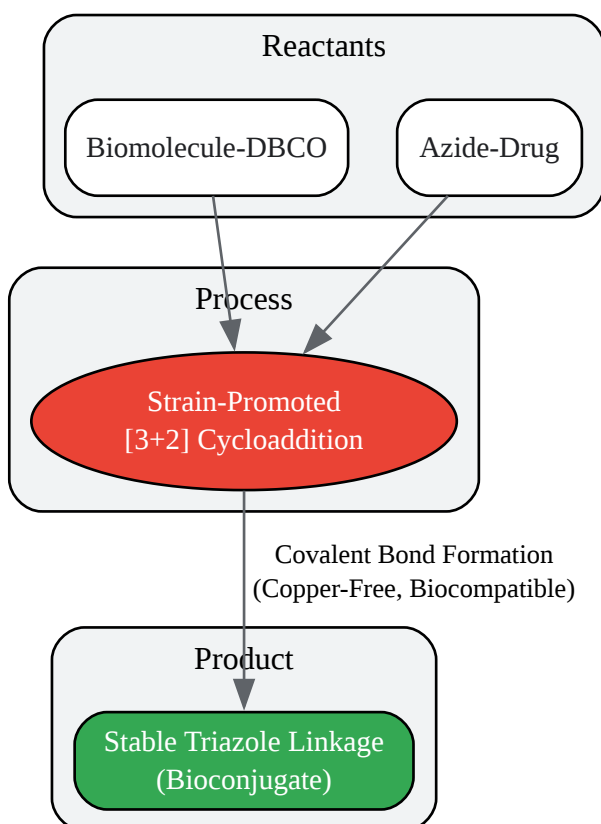 Reactants
Biomolecule-DBCO
Azide-Drug
Process
Strain-Promoted
[3+2] Cycloaddition
Covalent Bond Formation
(Copper-Free, Biocompatible)
Product
Stable Triazole Linkage
(Bioconjugate)